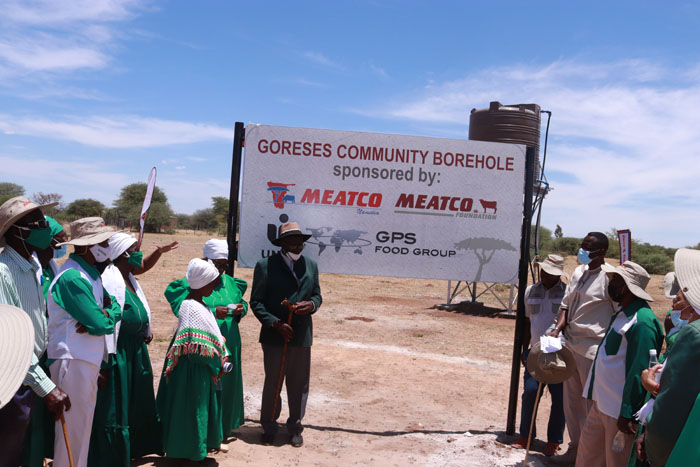 GORESES COMMUNITY BOREHOLE
sponsored by:
MEATCO
Namibia
MEATCO
FOUNDATION
GPS
FOOD GROUP